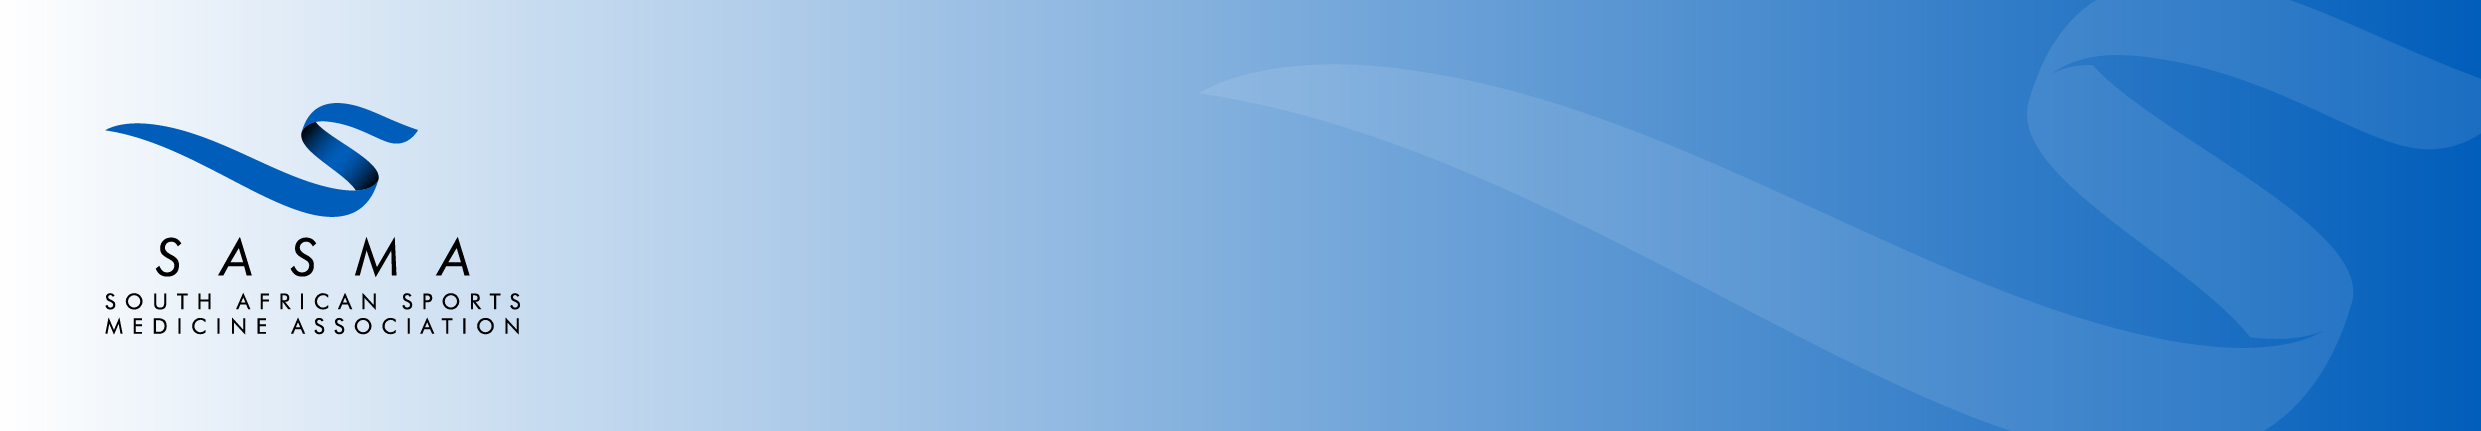 SASMA
SOUTH AFRICAN SPORTS
MEDICINE ASSOCIATION